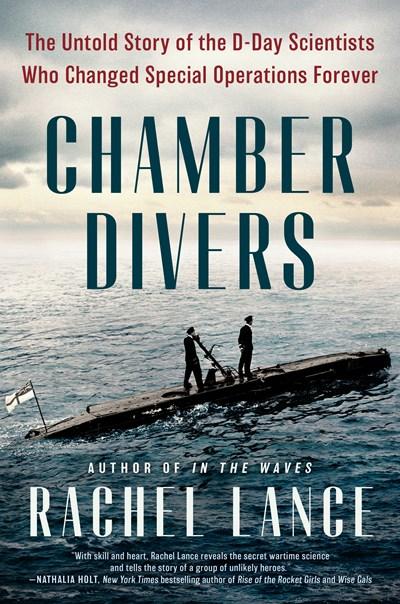 The Untold Story of the D-Day Scientists
Who Changed Special Operations Forever
CHAMBER
DIVERS
AUTHOR OF IN THE WAVES
RACHEL LANCE
"With skill and heart, Rachel Lance reveals the secret wartime science
and tells the story of a group of unlikely heroes.
—NATHALIA HOLT, New York Times bestselling author of Rise of the Rocket Girls and Wise Gals